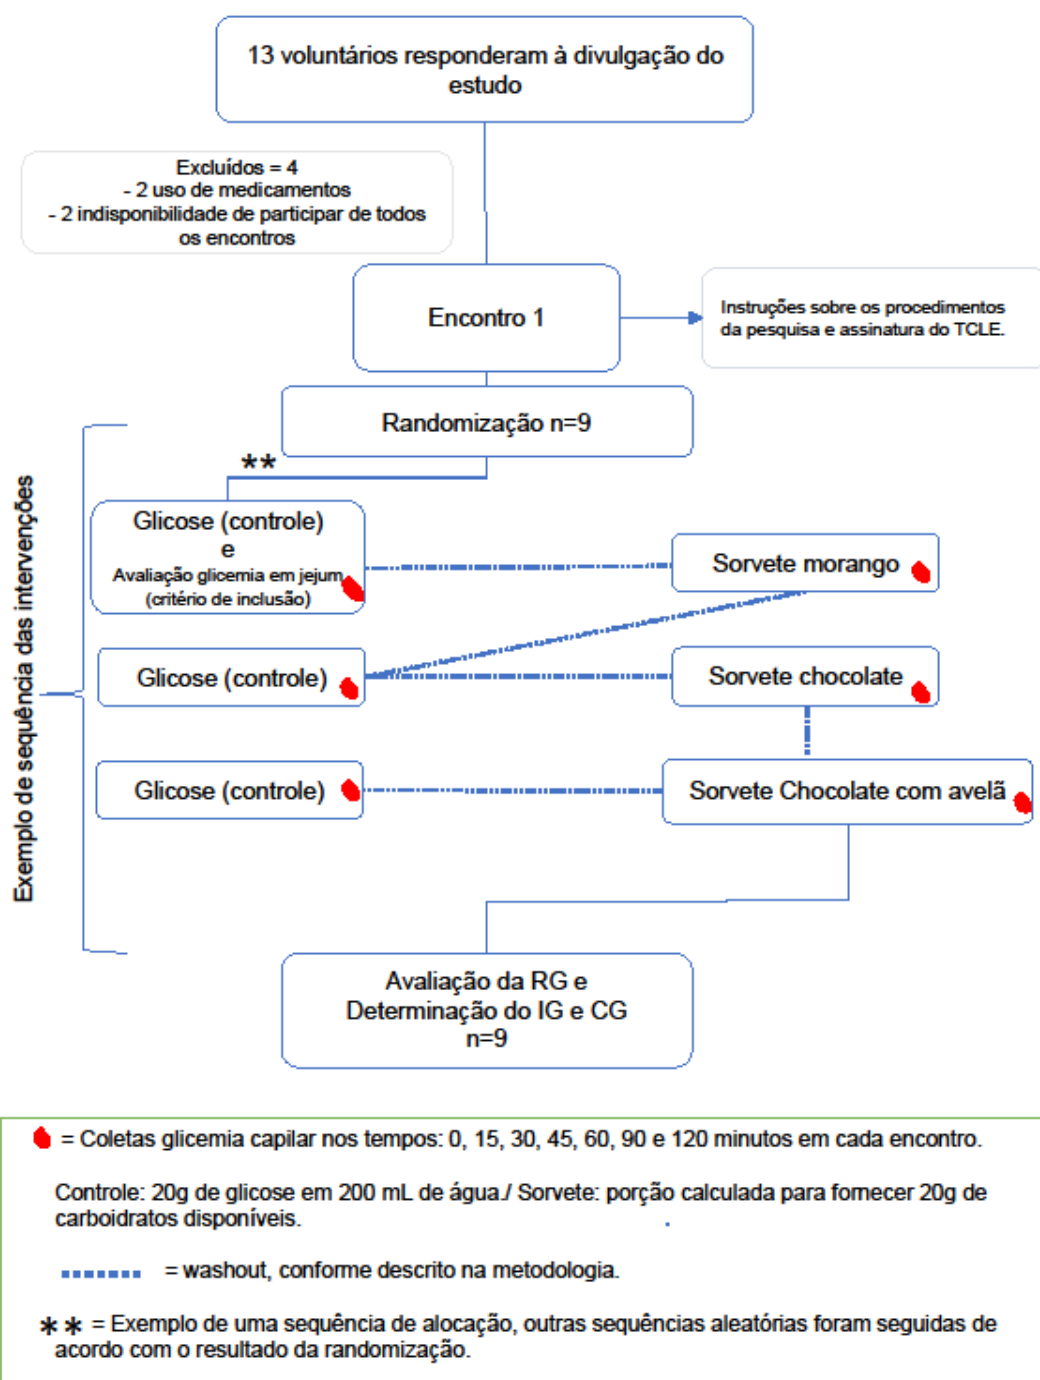 13 voluntários responderam à divulgação do
estudo
Excluídos = 4
- 2 uso de medicamentos
- 2 indisponibilidade de participar de todos
os encontros
Encontro 1
Instruções sobre os procedimentos
da pesquisa e assinatura do TCLE.
Randomização n=9
**
Exemplo de sequência das intervenções
Glicose (controle)
e
Avaliação glicemia em jejum
(critério de inclusão)
Sorvete morango
Glicose (controle)
Sorvete chocolate
Glicose (controle)
Sorvete Chocolate com avelã
Avaliação da RG e
Determinação do IG e CG
n=9
= Coletas glicemia capilar nos tempos: 0, 15, 30, 45, 60, 90 e 120 minutos em cada encontro.
Controle: 20g de glicose em 200 mL de água./ Sorvete: porção calculada para fornecer 20g de
carboidratos disponíveis.
= washout, conforme descrito na metodologia.
** = Exemplo de uma sequência de alocação, outras sequências aleatórias foram seguidas de
acordo com o resultado da randomização.